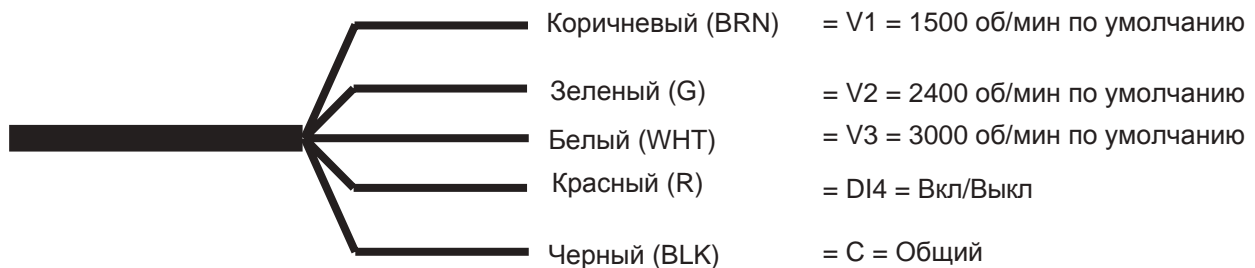 Коричневый (BRN) = V1 = 1500 об/мин по умолчанию
Зеленый (G) = V2 = 2400 об/мин по умолчанию
Белый (WHT) = V3 = 3000 об/мин по умолчанию
Красный (R) = DI4 = Вкл/Выкл
Черный (BLK) = C = Общий